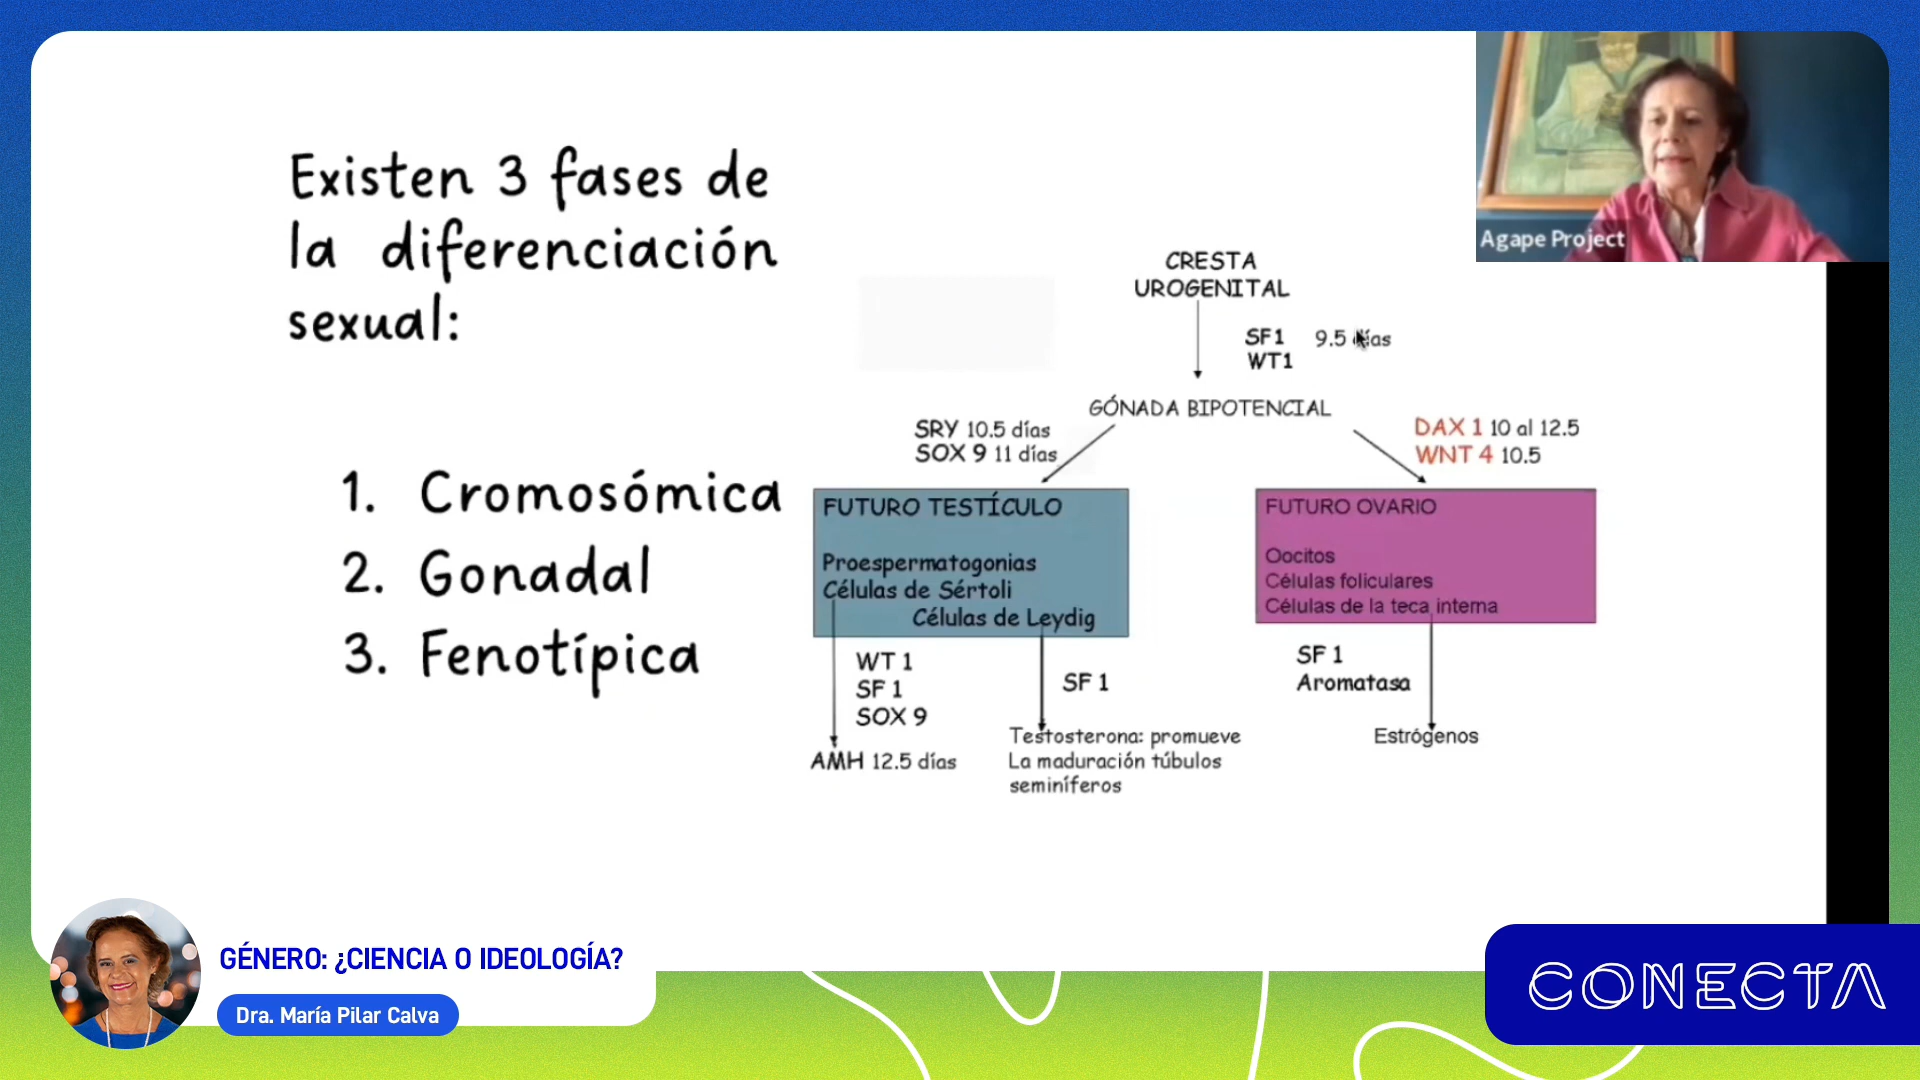 Existen 3 fases de
la diferenciación
sexual:
1. Cromosómica
2. Gonadal
3. Fenotípica
Agape Project
CRESTA
UROGENITAL
SF1 9.5 días
WT1
GÓNADA BIPOTENCIAL
SRY 10.5 días
SOX 9 11 días
DAX 1 10 al 12.5
WNT 4 10.5
FUTURO TESTÍCULO
Proespermatogonias
Células de Sértoli
Células de Leydig
FUTURO OVARIO
Oocitos
Células foliculares
Células de la teca interna
WT 1
SF 1
SOX 9
SF 1
SF 1
Aromatasa
AMH 12.5 días
Testosterona: promueve
La maduración túbulos
seminíferos
Estrógenos
GÉNERO: ¿CIENCIA O IDEOLOGÍA?
Dra. María Pilar Calva
CONECTA